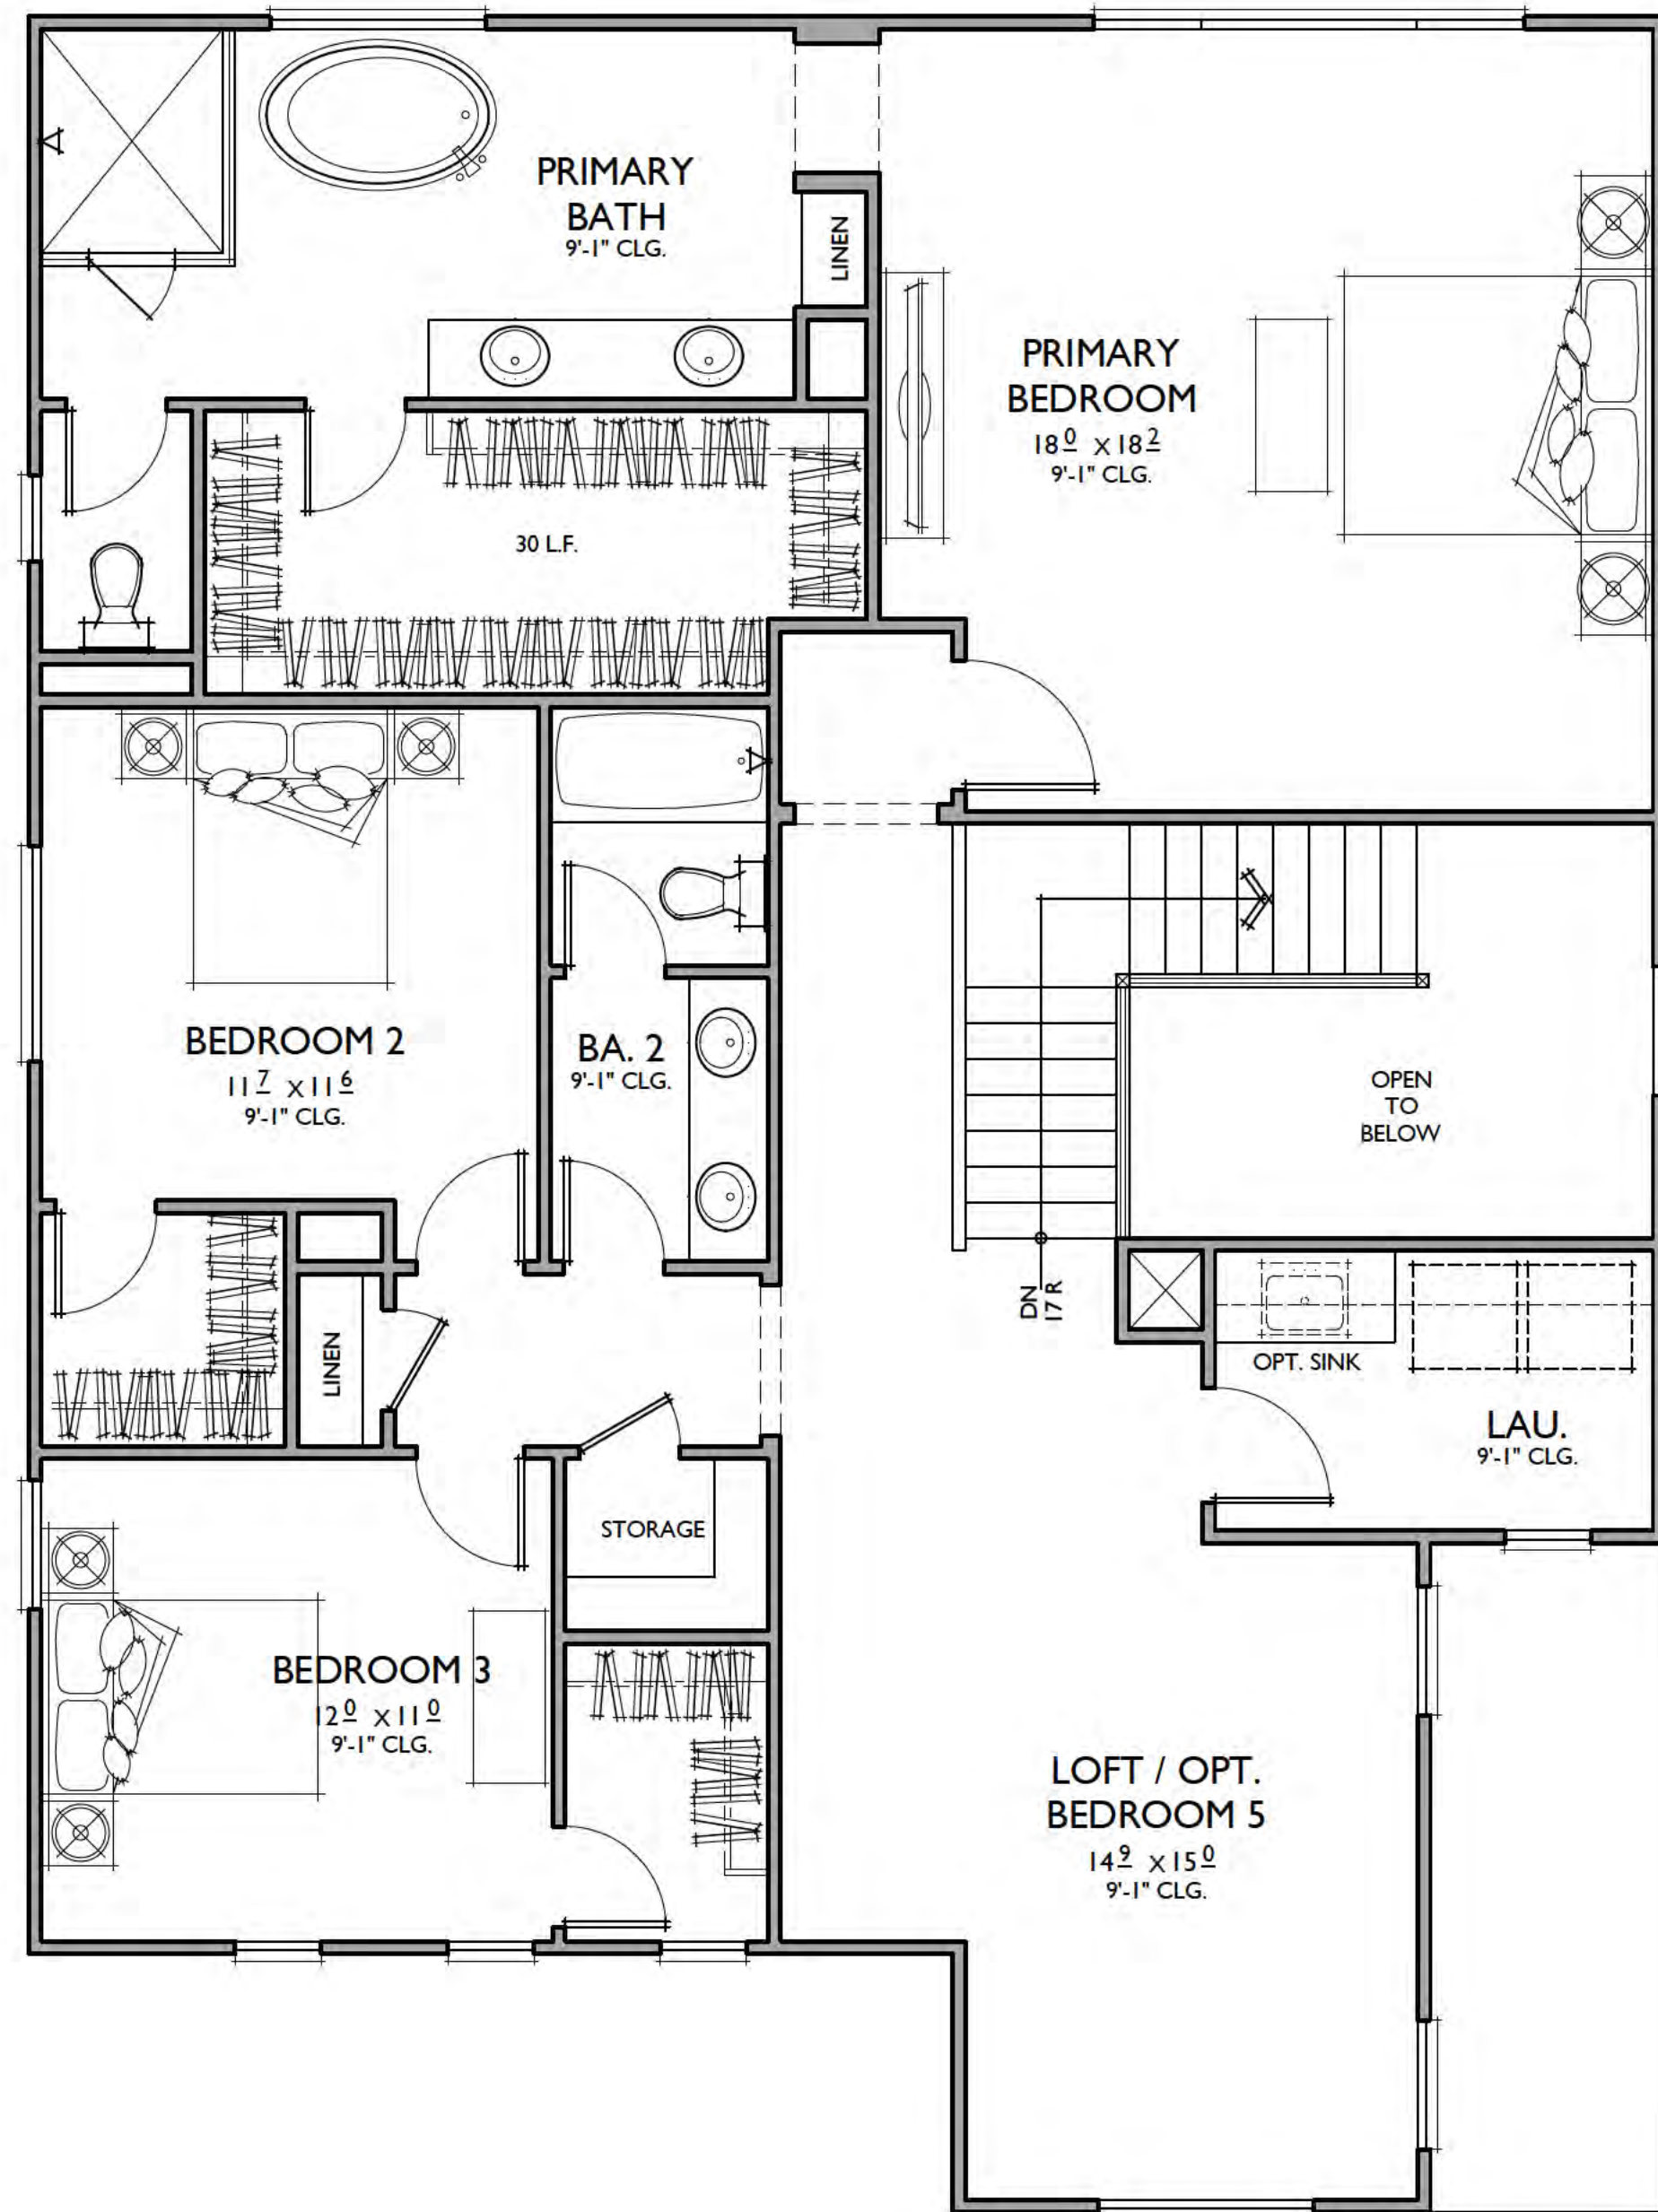 PRIMARY
BATH
9'-1" CLG.
LINEN
PRIMARY
BEDROOM
18 0 X 18 2
9'-1" CLG.
30 L.F.
BEDROOM 2
11 7 X 11 6
9'-1" CLG.
BA. 2
9'-1" CLG.
OPEN
TO
BELOW
DN
17 R
LINEN
OPT. SINK
LAU.
9'-1" CLG.
STORAGE
BEDROOM 3
12 0 X 11 0
9'-1" CLG.
LOFT / OPT.
BEDROOM 5
14 9 X 15 0
9'-1" CLG.